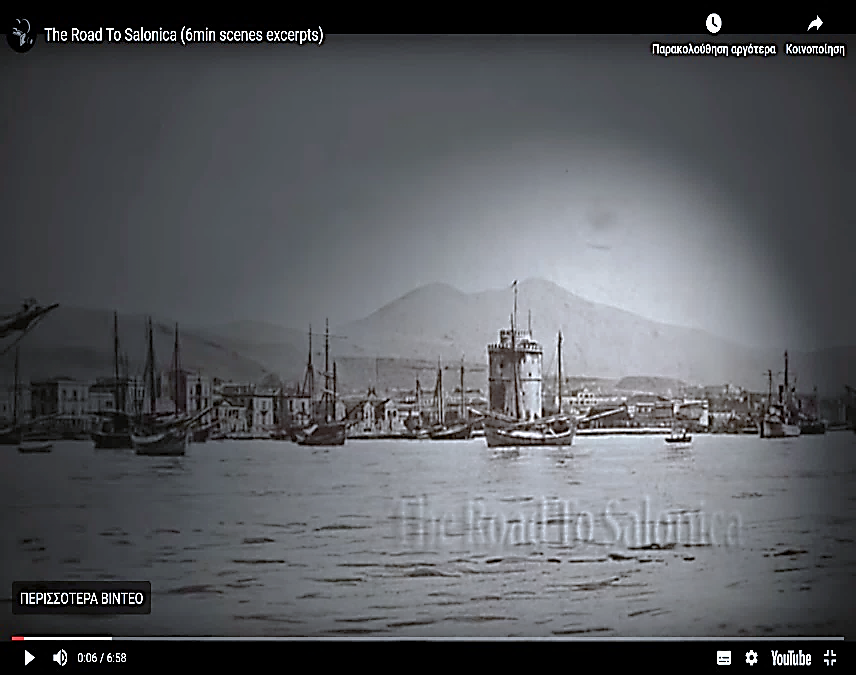 The Road To Salonica (6min scenes excerpts)
Παρακολούθηση αργότερα
Κοινοποίηση
The Road To Salonica
ΠΕΡΙΣΣΟΤΕΡΑ ΒΙΝΤΕΟ
0:06 / 6:58
YouTube